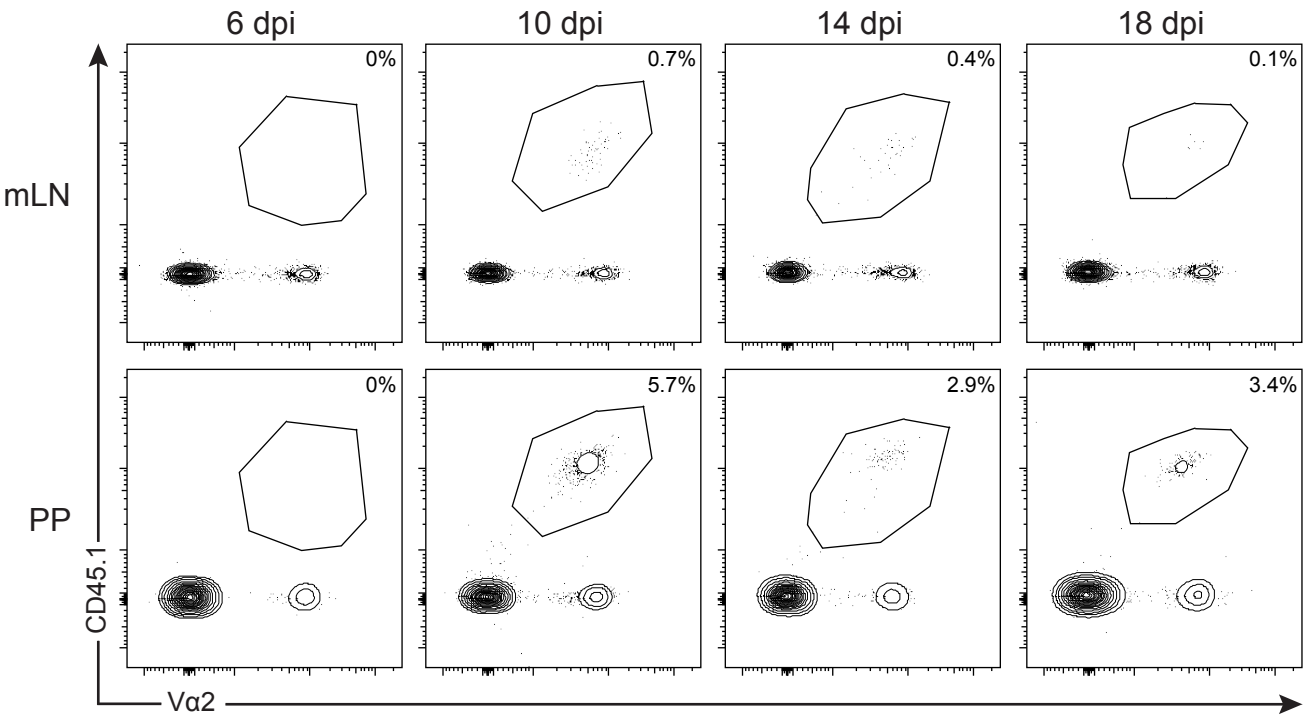 6 dpi
10 dpi
14 dpi
18 dpi
mLN
0%
0.7%
0.4%
0.1%
PP
0%
5.7%
2.9%
3.4%
CD45.1
Vα2